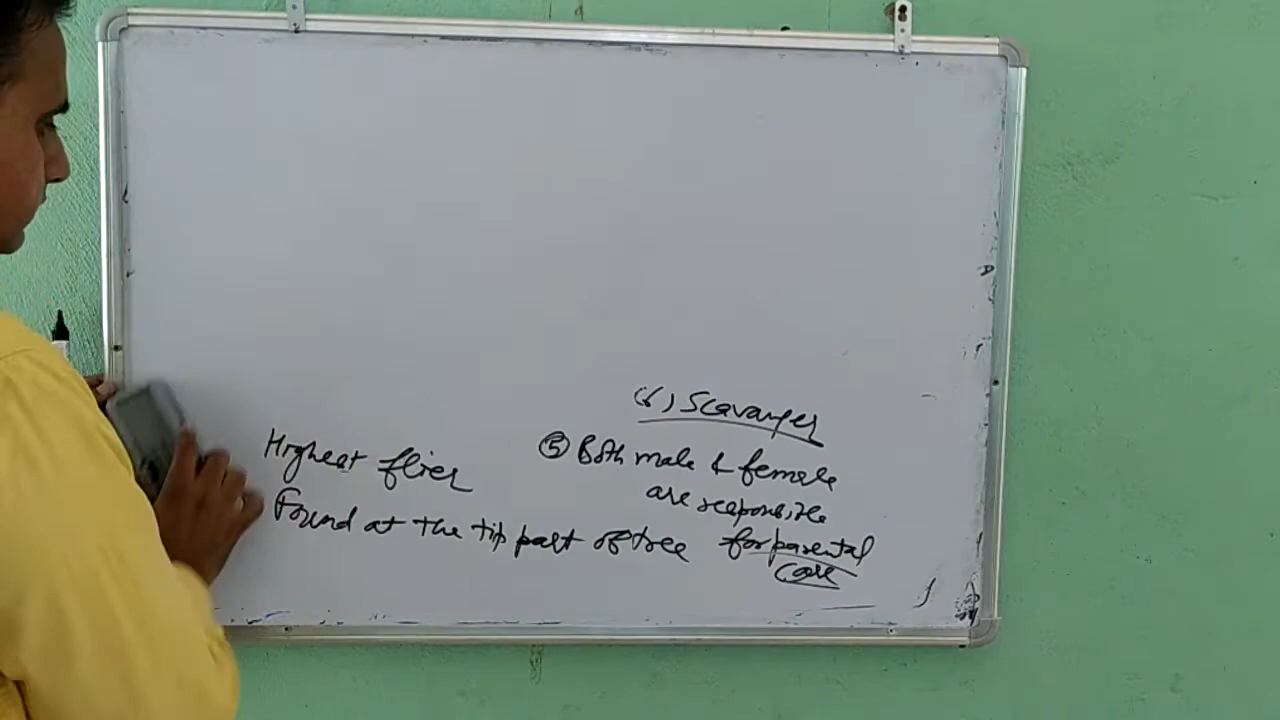 Highest flier
Found at the tip part of tree
(6) Scavanger
⑤ Both male & female
are responsible
for parental
care